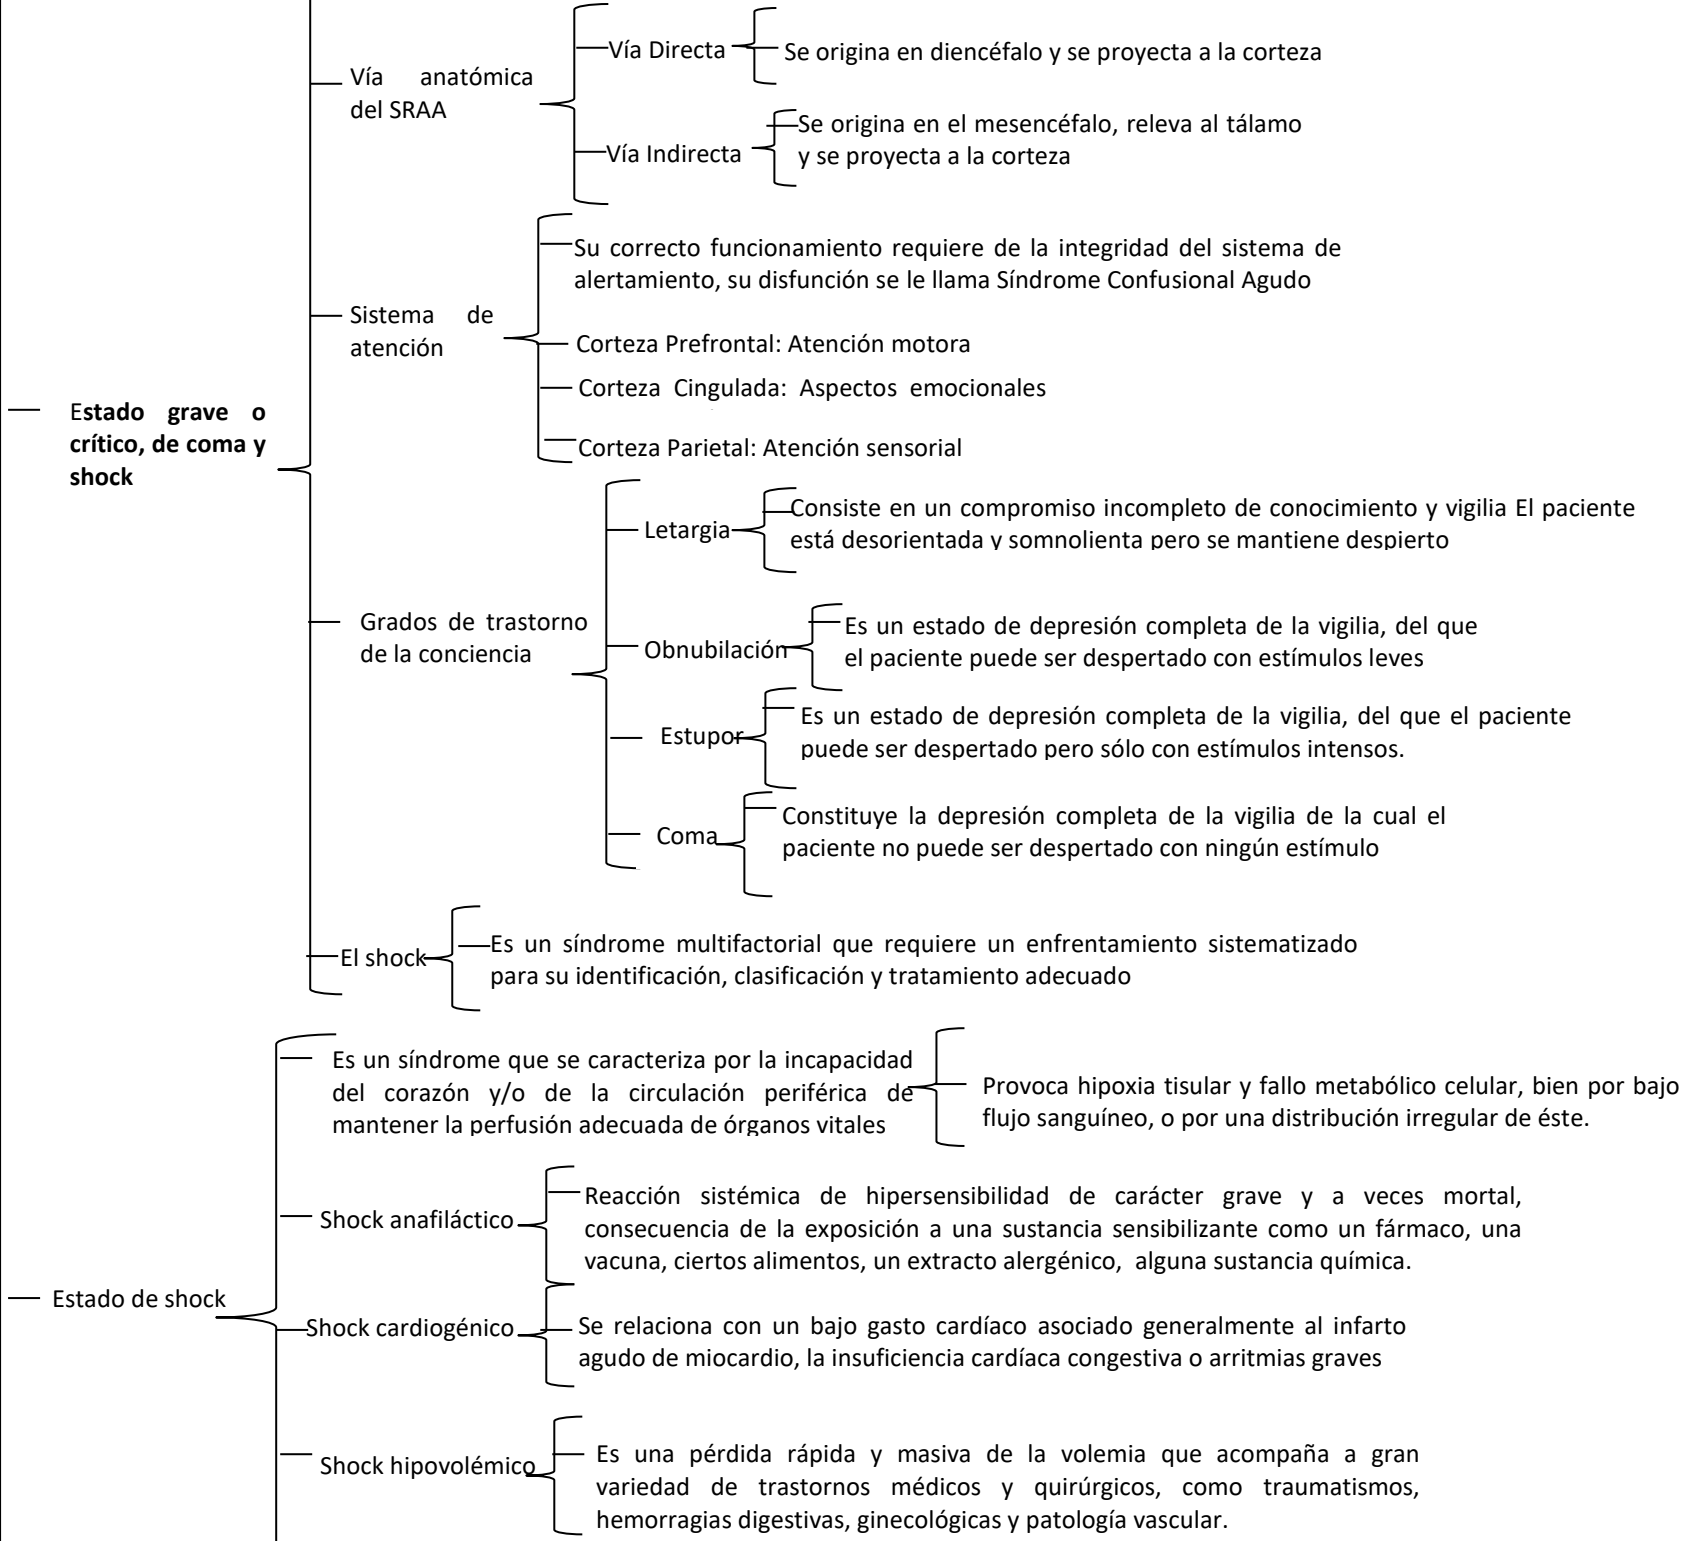 Vía Directa
Se origina en diencéfalo y se proyecta a la corteza
Vía anatómica
del SRAA
Vía Indirecta
Se origina en el mesencéfalo, releva al tálamo
y se proyecta a la corteza
Su correcto funcionamiento requiere de la integridad del sistema de
alertamiento, su disfunción se le llama Síndrome Confusional Agudo
Sistema de
atención
Corteza Prefrontal: Atención motora
Corteza Cingulada: Aspectos emocionales
Corteza Parietal: Atención sensorial
Estado grave o
crítico, de coma y
shock
Letargia
Consiste en un compromiso incompleto de conocimiento y vigilia El paciente
está desorientada y somnolienta pero se mantiene despierto
Grados de trastorno
de la conciencia
Obnubilación
Es un estado de depresión completa de la vigilia, del que
el paciente puede ser despertado con estímulos leves
Estupor
Es un estado de depresión completa de la vigilia, del que el paciente
puede ser despertado pero sólo con estímulos intensos.
Coma
Constituye la depresión completa de la vigilia de la cual el
paciente no puede ser despertado con ningún estímulo
El shock
Es un síndrome multifactorial que requiere un enfrentamiento sistematizado
para su identificación, clasificación y tratamiento adecuado
Es un síndrome que se caracteriza por la incapacidad
del corazón y/o de la circulación periférica de
mantener la perfusión adecuada de órganos vitales
Provoca hipoxia tisular y fallo metabólico celular, bien por bajo
flujo sanguíneo, o por una distribución irregular de éste.
Shock anafiláctico
Reacción sistémica de hipersensibilidad de carácter grave y a veces mortal,
consecuencia de la exposición a una sustancia sensibilizante como un fármaco, una
vacuna, ciertos alimentos, un extracto alergénico, alguna sustancia química.
Estado de shock
Shock cardiogénico
Se relaciona con un bajo gasto cardíaco asociado generalmente al infarto
agudo de miocardio, la insuficiencia cardíaca congestiva o arritmias graves
Shock hipovolémico
Es una pérdida rápida y masiva de la volemia que acompaña a gran
variedad de trastornos médicos y quirúrgicos, como traumatismos,
hemorragias digestivas, ginecológicas y patología vascular.